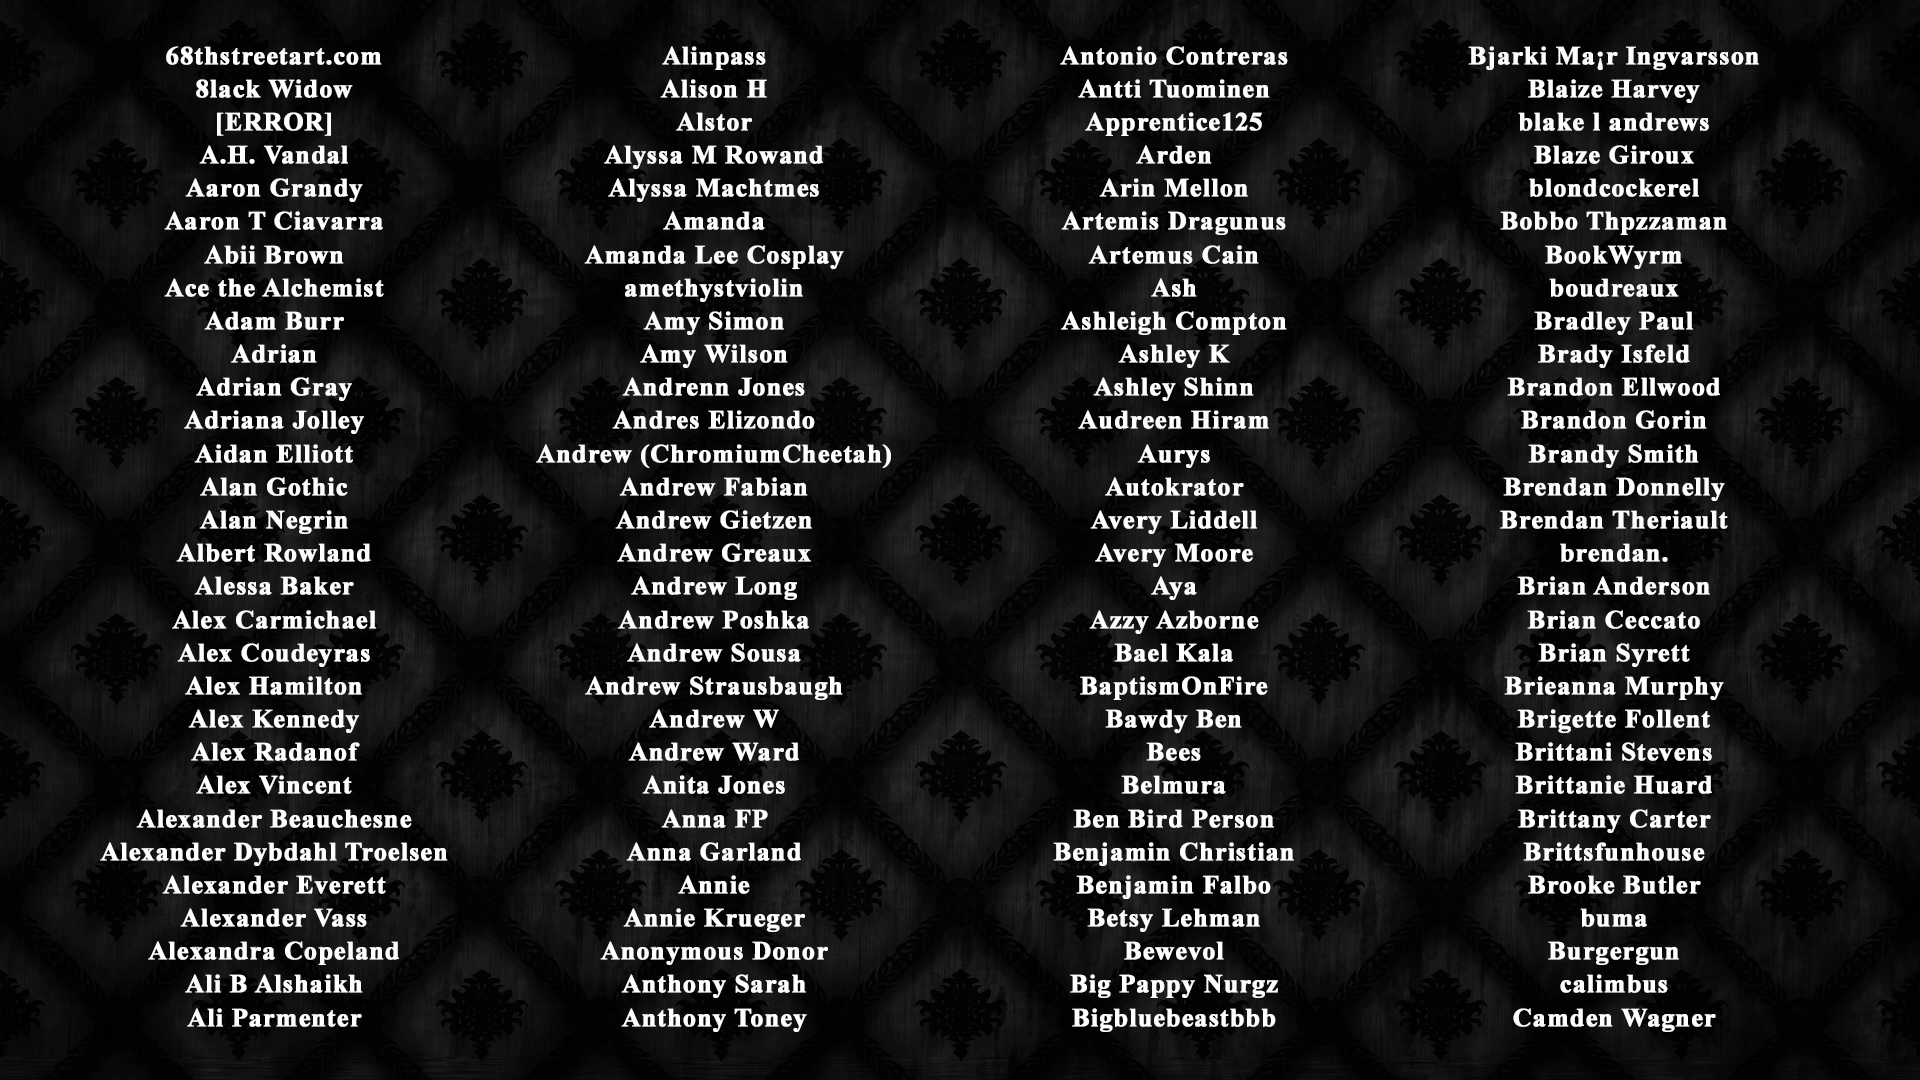 68thstreetart.com
8lack Widow
[ERROR]
A.H. Vandal
Aaron Grandy
Aaron T Ciavarra
Abii Brown
Ace the Alchemist
Adam Burr
Adrian
Adrian Gray
Adriana Jolley
Aidan Elliott
Alan Gothic
Alan Negrin
Albert Rowland
Alessa Baker
Alex Carmichael
Alex Coudeyras
Alex Hamilton
Alex Kennedy
Alex Radanof
Alex Vincent
Alexander Beauchesne
Alexander Dybdahl Troelsen
Alexander Everett
Alexander Vass
Alexandra Copeland
Ali B Alshaikh
Ali Parmenter
Alinpass
Alison H
Alstor
Alyssa M Rowand
Alyssa Machtmes
Amanda
Amanda Lee Cosplay
amethystviolin
Amy Simon
Amy Wilson
Andrenn Jones
Andres Elizondo
Andrew (ChromiumCheetah)
Andrew Fabian
Andrew Gietzen
Andrew Greaux
Andrew Long
Andrew Poshka
Andrew Sousa
Andrew Strausbaugh
Andrew W
Andrew Ward
Anita Jones
Anna FP
Anna Garland
Annie
Annie Krueger
Anonymous Donor
Anthony Sarah
Anthony Toney
Antonio Contreras
Antti Tuominen
Apprentice125
Arden
Arin Mellon
Artemis Dragunus
Artemus Cain
Ash
Ashleigh Compton
Ashley K
Ashley Shinn
Audreen Hiram
Aurys
Autokrator
Avery Liddell
Avery Moore
Aya
Azzy Azborne
Bael Kala
BaptismOnFire
Bawdy Ben
Bees
Belmura
Ben Bird Person
Benjamin Christian
Benjamin Falbo
Betsy Lehman
Bewevol
Big Pappy Nurgz
Bigbluebeastbbb
Bjarki Ma¡r Ingvarsson
Blaize Harvey
blake l andrews
Blaze Giroux
blondcockerel
Bobbo Thpzzaman
BookWyrm
boudreaux
Bradley Paul
Brady Isfeld
Brandon Ellwood
Brandon Gorin
Brandy Smith
Brendan Donnelly
Brendan Theriault
brendan.
Brian Anderson
Brian Ceccato
Brian Syrett
Brieanna Murphy
Brigette Follent
Brittani Stevens
Brittanie Huard
Brittany Carter
Brittsfunhouse
Brooke Butler
buma
Burgergun
calimbus
Camden Wagner